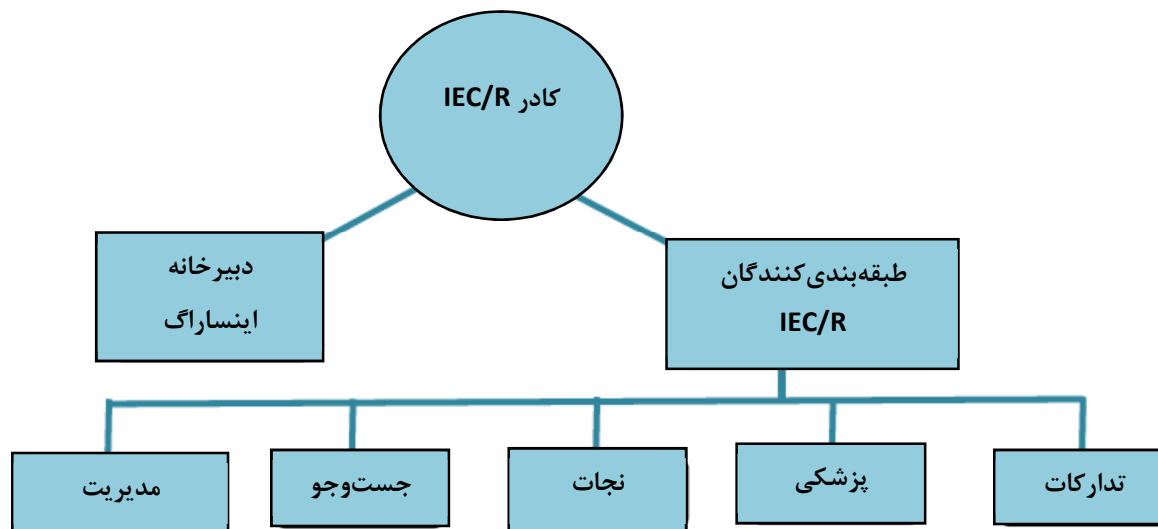 کادر IEC/R
طبقه‌بندی‌کنندگان
IEC/R
دبیرخانه
اینساراگ
تدارکات
پزشکی
نجات
جست‌وجو
مدیریت